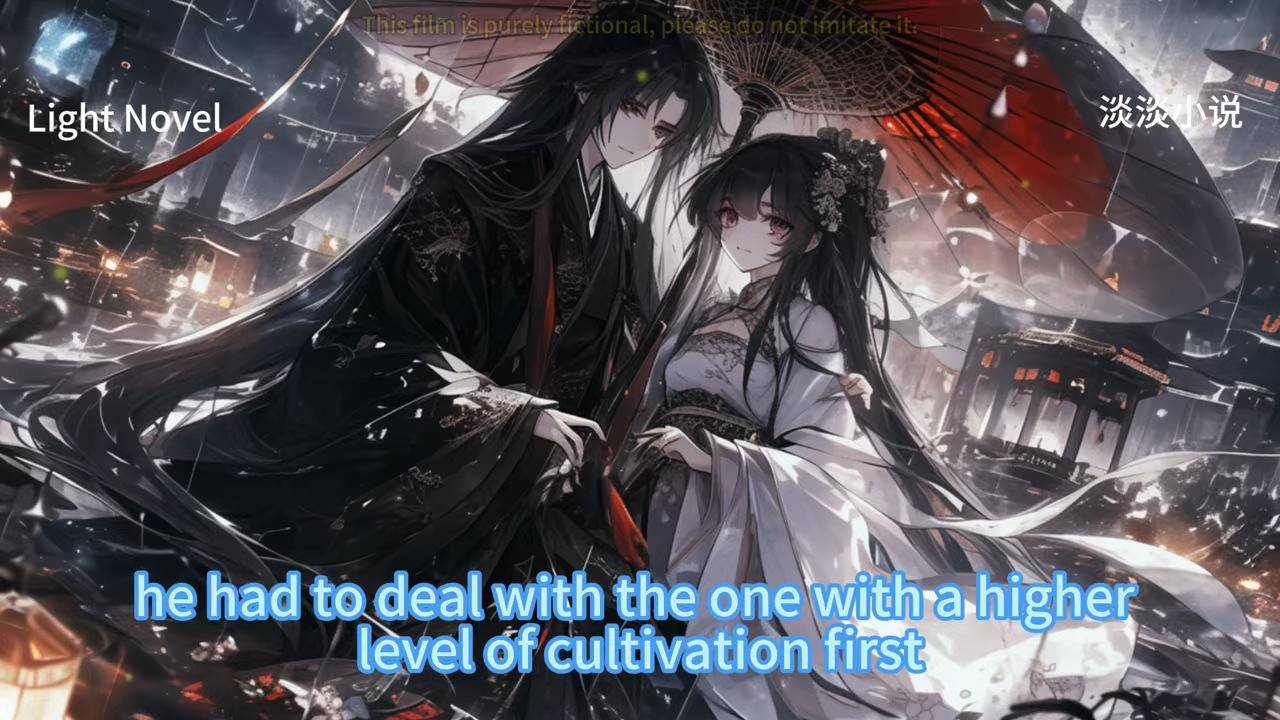 This film is purely fictional, please do not imitate it.
Light Novel
淡淡小说
he had to deal with the one with a higher
level of cultivation first